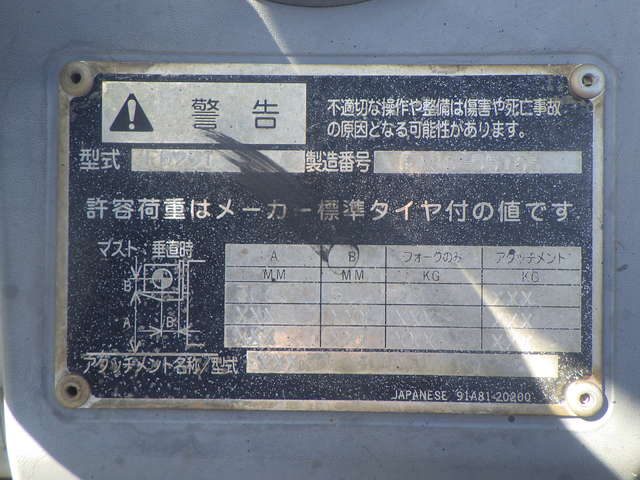 警告
不適切な操作や整備は傷害や死亡事故
の原因となる可能性があります。
型式
製造番号
許容荷重はメーカー標準タイヤ付の値です
マスト:垂直時
A B フォークのみ アタッチメント
MM MM KG KG
B
A B
XXX
XXX
アタッチメント名称/型式
JAPANESE 91A81-20200